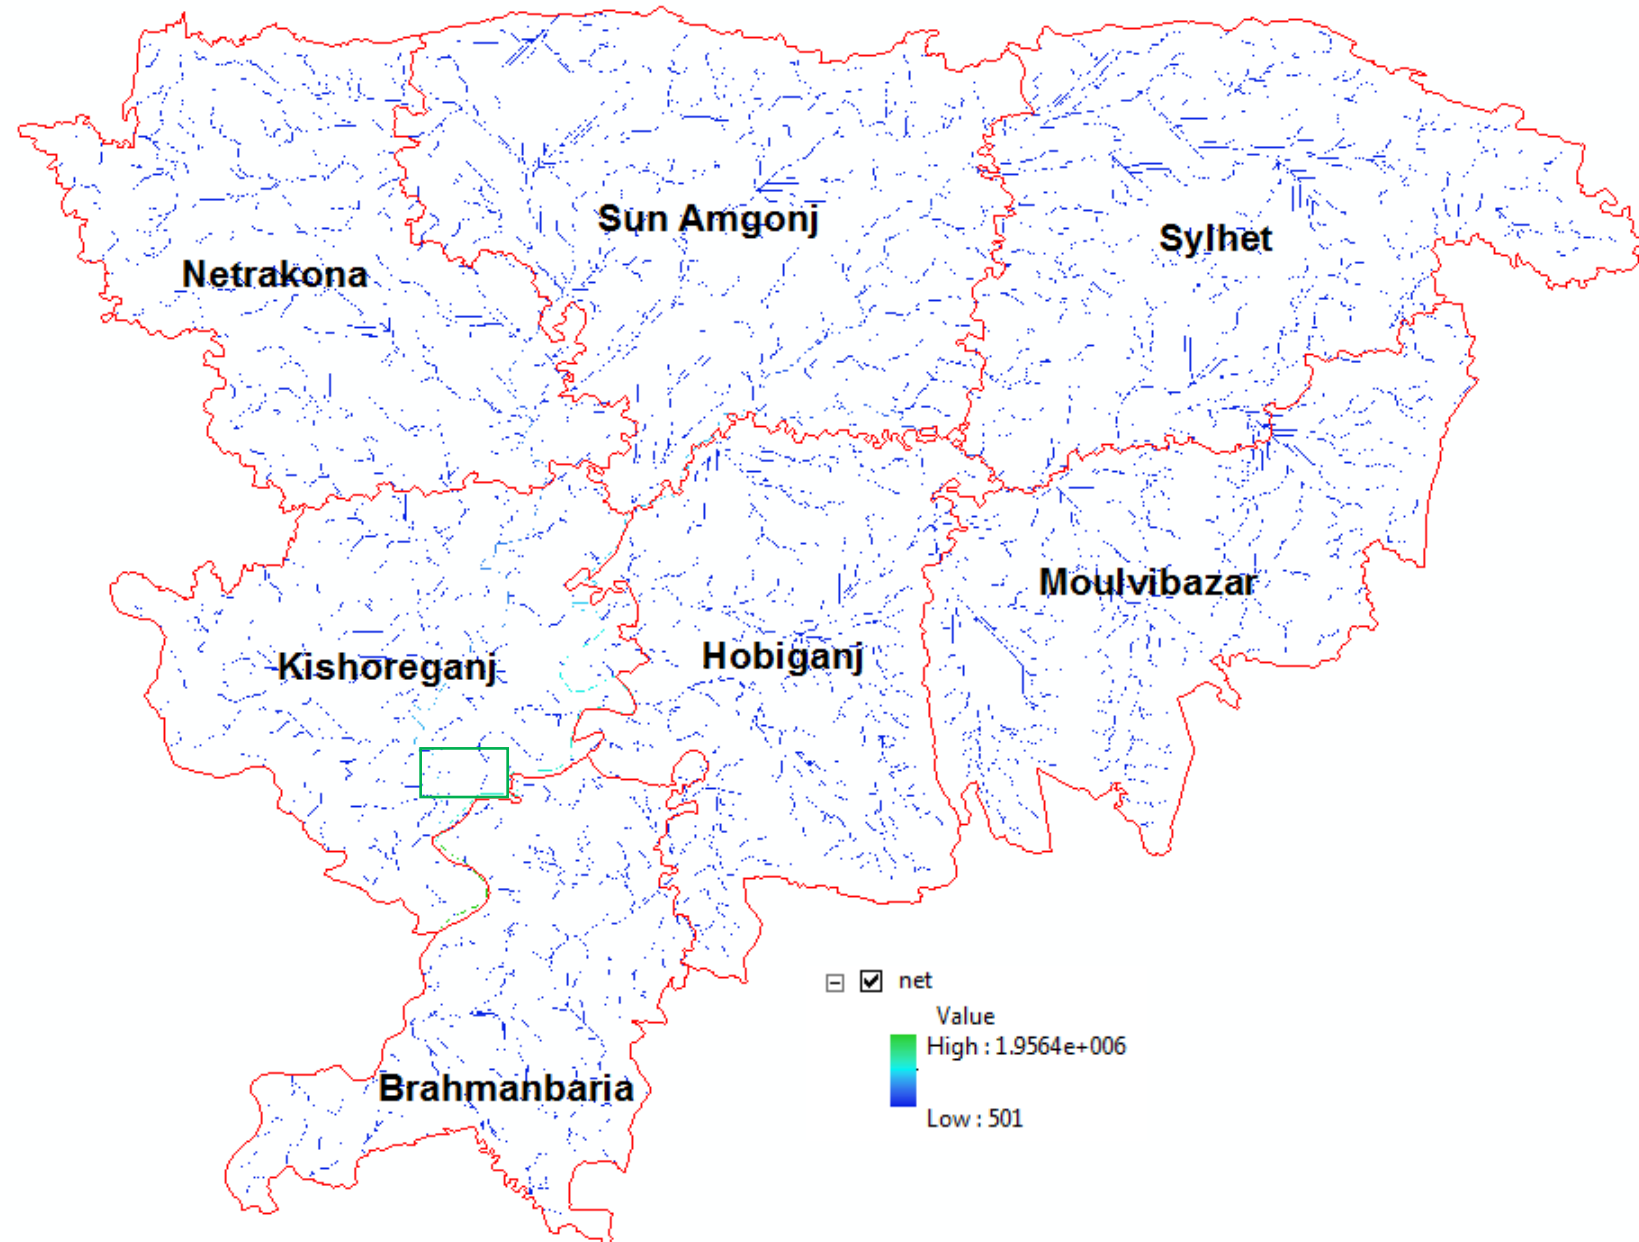 Sun Amgonj
Sylhet
Netrakona
Moulvibazar
Hobiganj
Kishoreganj
net
Value
High : 1.9564e+006
Low : 501
Brahmanbaria